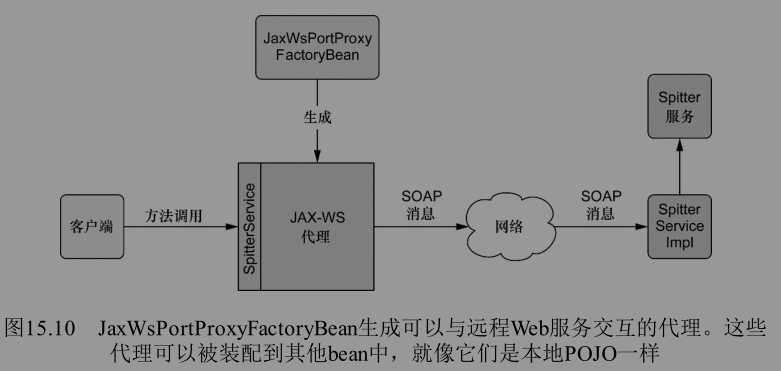 JaxWsPortProxy
FactoryBean
生成
Spitter
服务
客户端
方法调用
SpitterService
JAX-WS
代理
SOAP
消息
网络
SOAP
消息
Spitter
Service
Impl
图15.10 JaxWsPortProxyFactoryBean生成可以与远程Web服务交互的代理。这些
代理可以被装配到其他bean中，就像它们是本地POJO一样